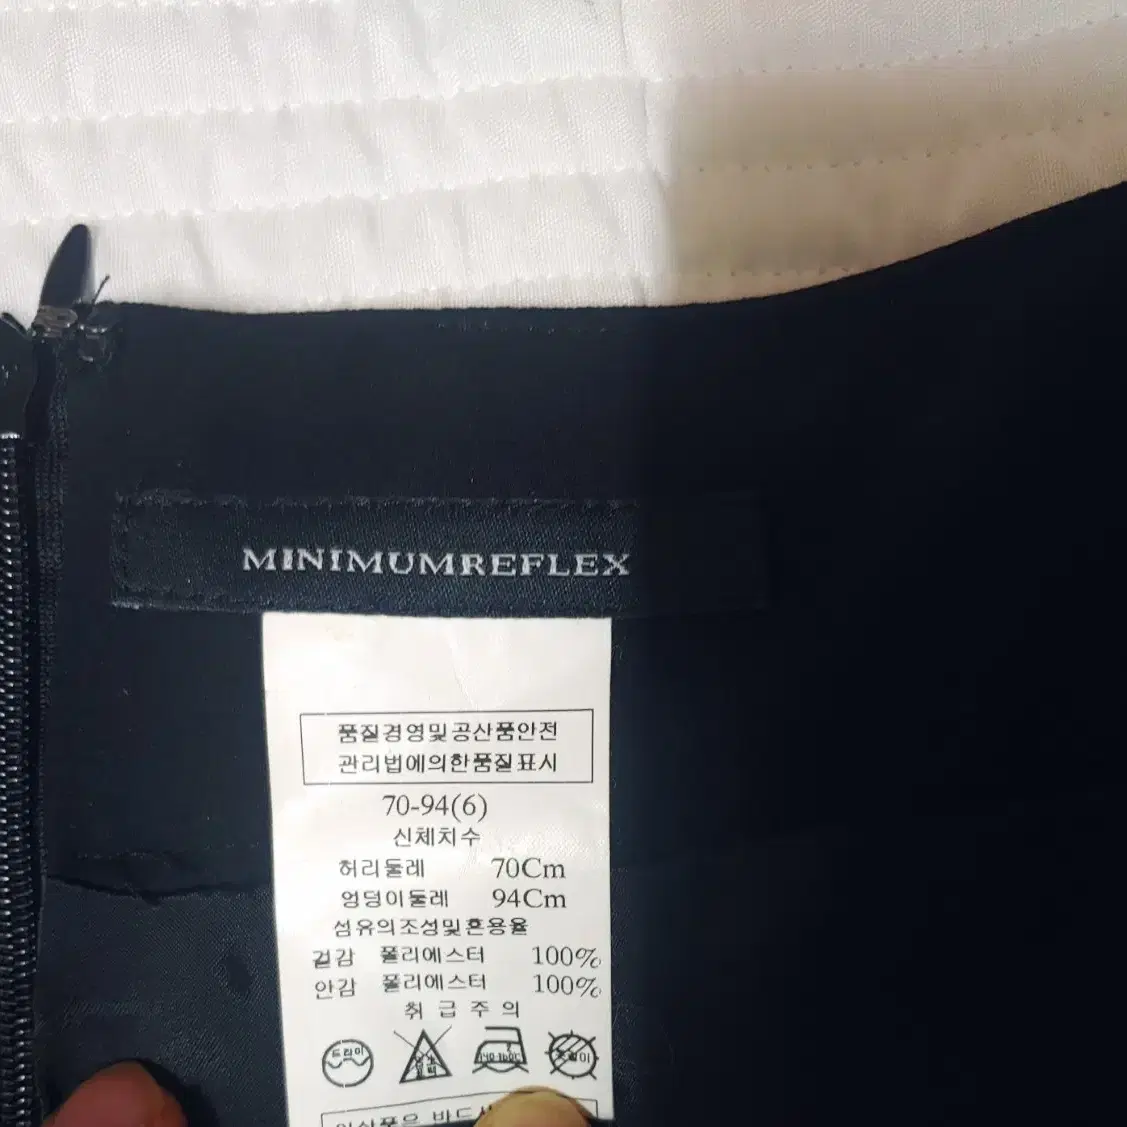 MINIMUMREFLEX
품질경영및공산품안전
관리법에의한품질표시
70-94(6)
신체치수
허리둘레 70Cm
엉덩이둘레 94Cm
섬유의조성및혼용율
겉감 폴리에스터 100%
안감 폴리에스터 100%
취급주의
드라이